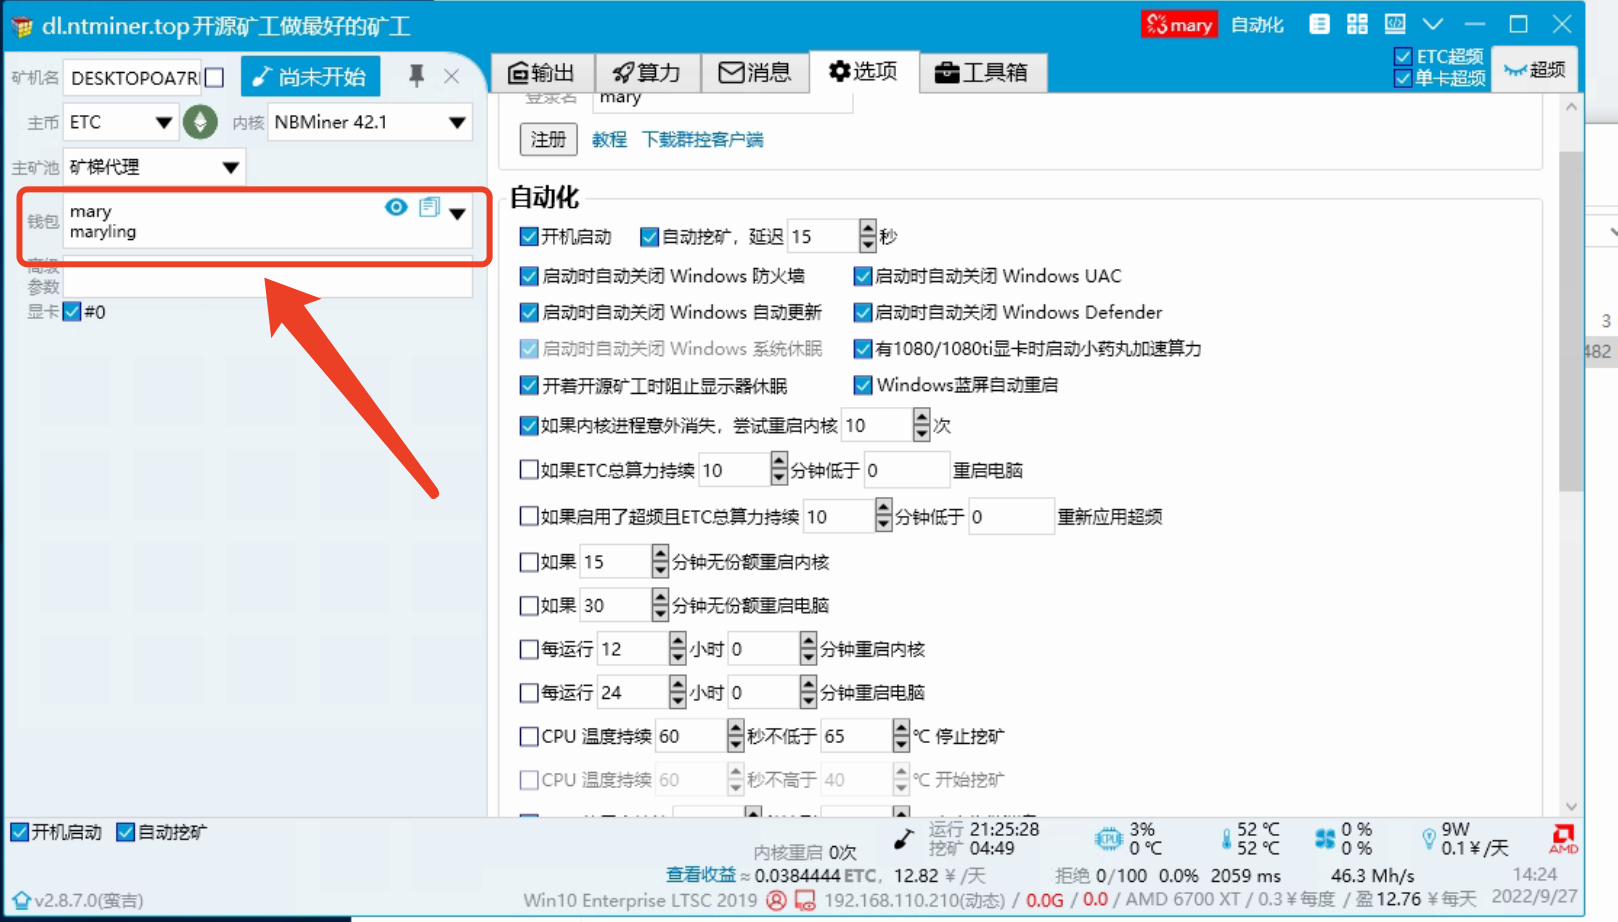 dl.ntminer.top 开源矿工做最好的矿工
mary
自动化
矿机名
DESKTOPOA7R
尚未开始
输出
算力
消息
选项
工具箱
ETC超频
单卡超频
超频
主币
ETC
内核
NBMiner 42.1
登录名
mary
主矿池
矿梯代理
注册
教程
下载群控客户端
钱包
mary
maryling
高级
参数
显卡
#0
自动化
开机启动
自动挖矿，延迟
15
秒
启动时自动关闭 Windows 防火墙
启动时自动关闭 Windows UAC
启动时自动关闭 Windows 自动更新
启动时自动关闭 Windows Defender
启动时自动关闭 Windows 系统休眠
有1080/1080ti显卡时启动小药丸加速算力
开着开源矿工时阻止显示器休眠
Windows蓝屏自动重启
如果内核进程意外消失，尝试重启内核 10 次
如果ETC总算力持续 10 分钟低于 0 重启电脑
如果启用了超频且ETC总算力持续 10 分钟低于 0 重新应用超频
如果 15 分钟无份额重启内核
如果 30 分钟无份额重启电脑
每运行 12 小时 0 分钟重启内核
每运行 24 小时 0 分钟重启电脑
CPU 温度持续 60 秒不低于 65 ℃ 停止挖矿
CPU 温度持续 60 秒不高于 40 ℃ 开始挖矿
3
482
开机启动
自动挖矿
内核重启 0次
运行 21:25:28
挖矿 04:49
CPU
3%
0 ℃
52 ℃
52 ℃
0 %
0 %
9W
0.1 ¥/天
AMD
查看收益 ≈ 0.0384444 ETC，12.82 ¥ /天
拒绝 0/100 0.0% 2059 ms
46.3 Mh/s
14:24
v2.8.7.0(蛮吉)
Win10 Enterprise LTSC 2019
192.168.110.210(动态) / 0.0G / 0.0 / AMD 6700 XT / 0.3 ¥ 每度 / 盈 12.76 ¥ 每天
2022/9/27